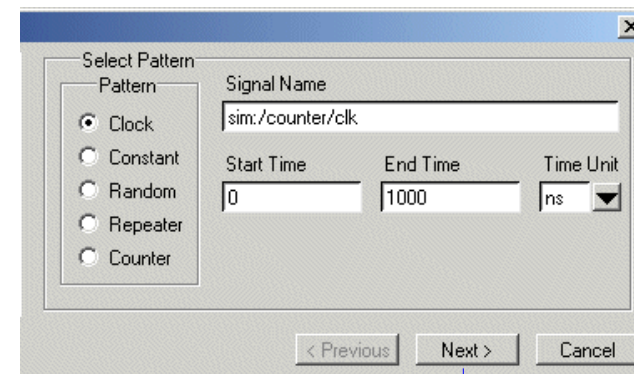 Select Pattern
Pattern
Clock
Constant
Random
Repeater
Counter
Signal Name
sim:/counter/clk
Start Time End Time Time Unit
0 1000 ns
< Previous Next > Cancel